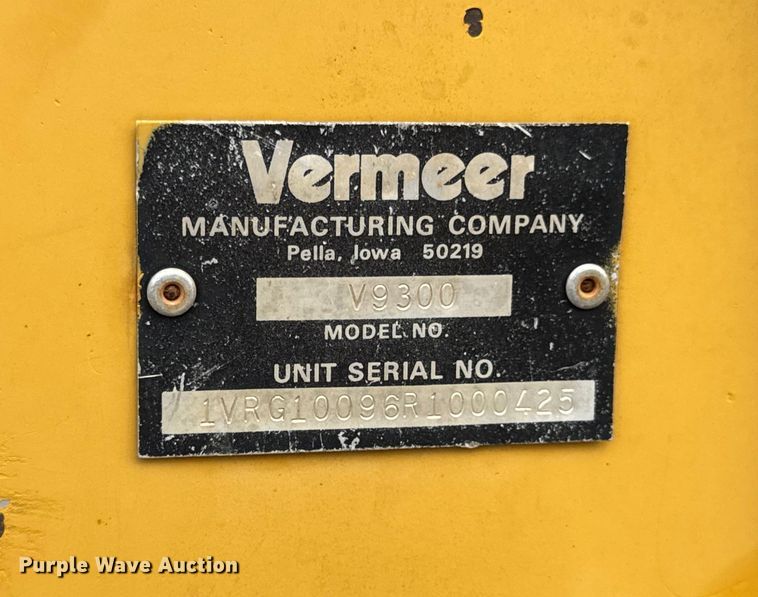 Vermeer
MANUFACTURING COMPANY
Pella, Iowa 50219
V9300
MODEL NO.
UNIT SERIAL NO.
1VRG10096R1000425
Purple Wave Auction